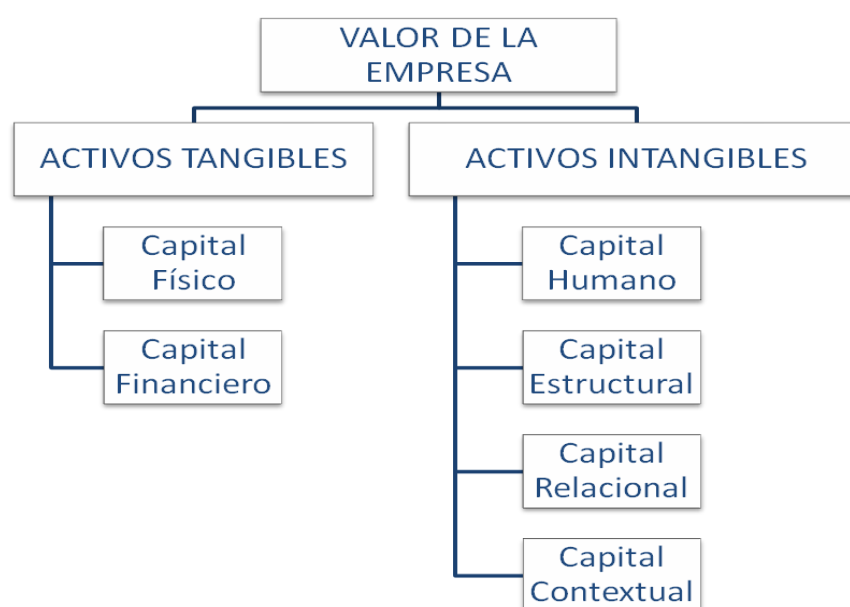 VALOR DE LA
EMPRESA
ACTIVOS TANGIBLES
Capital
Físico
Capital
Financiero
ACTIVOS INTANGIBLES
Capital
Humano
Capital
Estructural
Capital
Relacional
Capital
Contextual